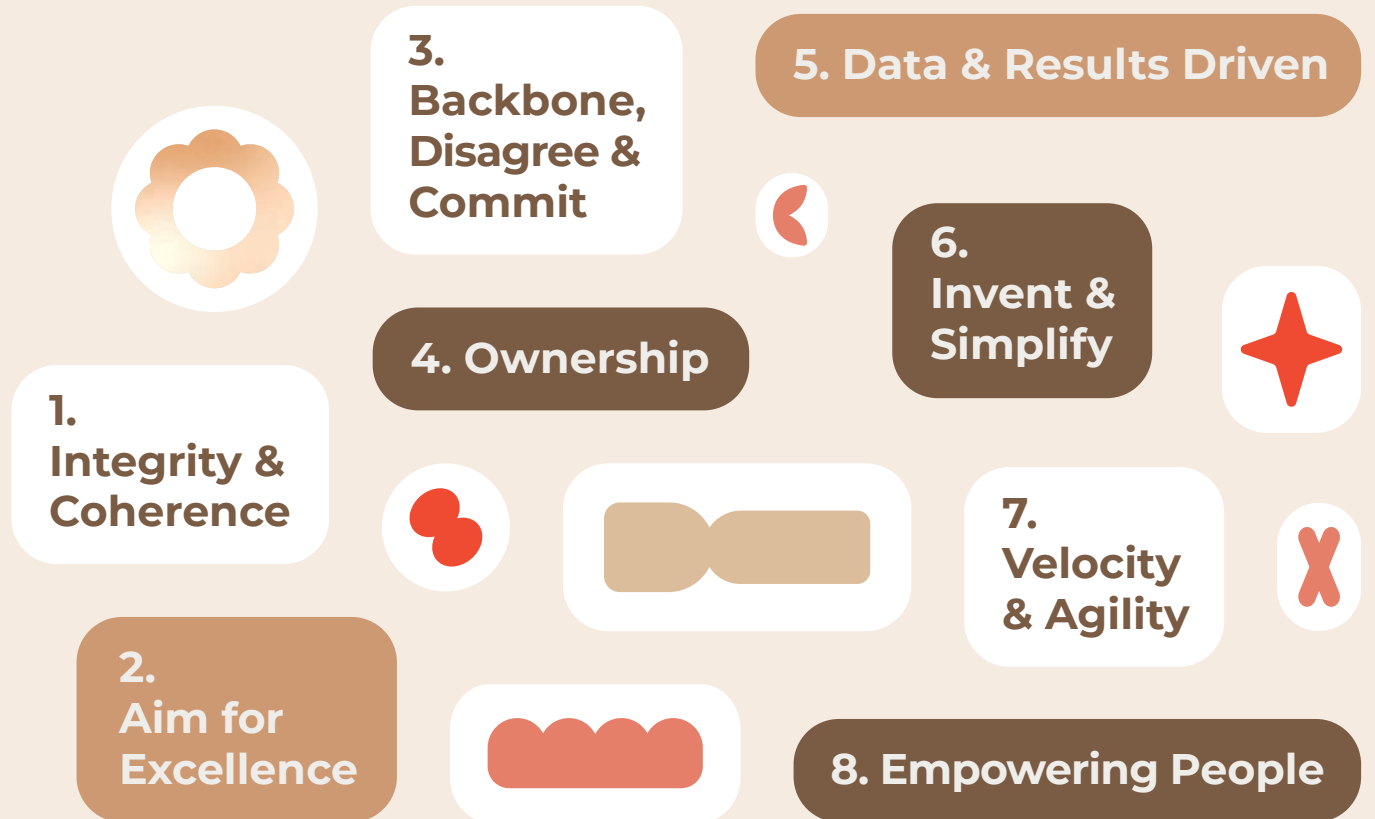 1.
Integrity &
Coherence
2.
Aim for
Excellence
3.
Backbone,
Disagree &
Commit
4. Ownership
5. Data & Results Driven
6.
Invent &
Simplify
7.
Velocity
& Agility
8. Empowering People